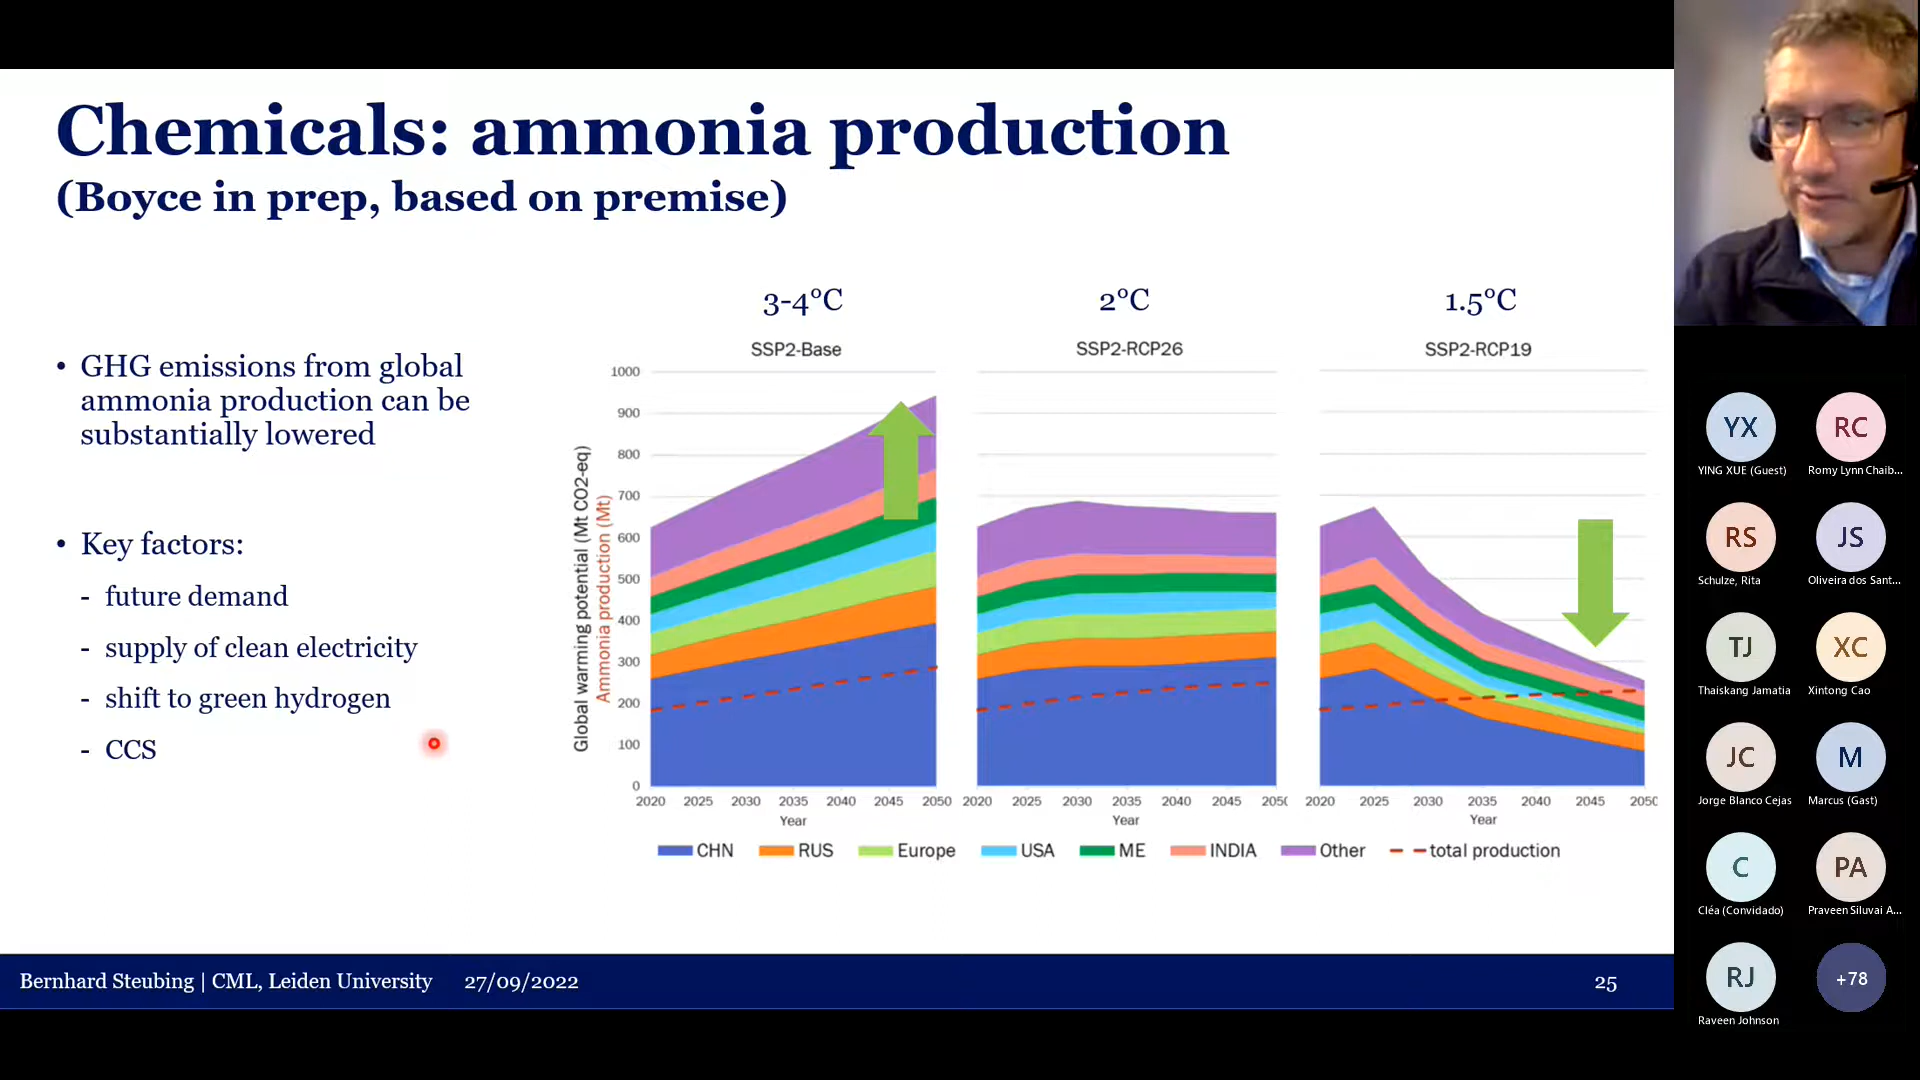 Chemicals: ammonia production
(Boyce in prep, based on premise)
• GHG emissions from global
ammonia production can be
substantially lowered
• Key factors:
- future demand
- supply of clean electricity
- shift to green hydrogen
- CCS
3-4°C
2°C
1.5°C
SSP2-Base
SSP2-RCP26
SSP2-RCP19
Global warming potential (Mt CO2-eq)
Ammonia production (Mt)
1000
900
800
700
600
500
400
300
200
100
0
2020 2025 2030 2035 2040 2045 2050
2020 2025 2030 2035 2040 2045 2050
2020 2025 2030 2035 2040 2045 2050
Year
Year
Year
CHN RUS Europe USA ME INDIA Other total production
Bernhard Steubing | CML, Leiden University 27/09/2022 25
YX RC
YING XUE (Guest) Romy Lynn Chaib...
RS JS
Schulze, Rita Oliveira dos Sant...
TJ XC
Thaiskang Jamatia Xintong Cao
JC M
Jorge Blanco Cejas Marcus (Gast)
C PA
Cléa (Convidado) Praveen Siluvai A...
RJ +78
Raveen Johnson